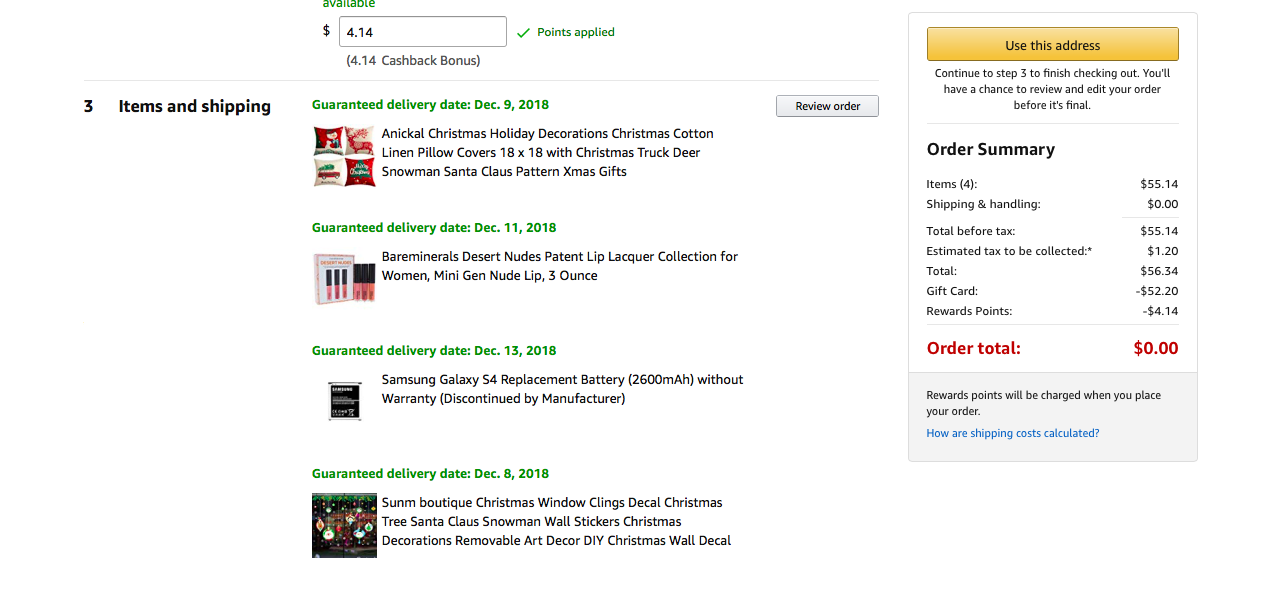 available
$ 4.14 Points applied
(4.14 Cashback Bonus)
3 Items and shipping
Guaranteed delivery date: Dec. 9, 2018
Review order
Anickal Christmas Holiday Decorations Christmas Cotton
Linen Pillow Covers 18 x 18 with Christmas Truck Deer
Snowman Santa Claus Pattern Xmas Gifts
Guaranteed delivery date: Dec. 11, 2018
DESERT NUDES
Bareminerals Desert Nudes Patent Lip Lacquer Collection for
Women, Mini Gen Nude Lip, 3 Ounce
Guaranteed delivery date: Dec. 13, 2018
SAMSUNG
Samsung Galaxy S4 Replacement Battery (2600mAh) without
Warranty (Discontinued by Manufacturer)
Guaranteed delivery date: Dec. 8, 2018
Sunm boutique Christmas Window Clings Decal Christmas
Tree Santa Claus Snowman Wall Stickers Christmas
Decorations Removable Art Decor DIY Christmas Wall Decal
Use this address
Continue to step 3 to finish checking out. You'll
have a chance to review and edit your order
before it's final.
Order Summary
Items (4): $55.14
Shipping & handling: $0.00
Total before tax: $55.14
Estimated tax to be collected:* $1.20
Total: $56.34
Gift Card: -$52.20
Rewards Points: -$4.14
Order total: $0.00
Rewards points will be charged when you place
your order.
How are shipping costs calculated?